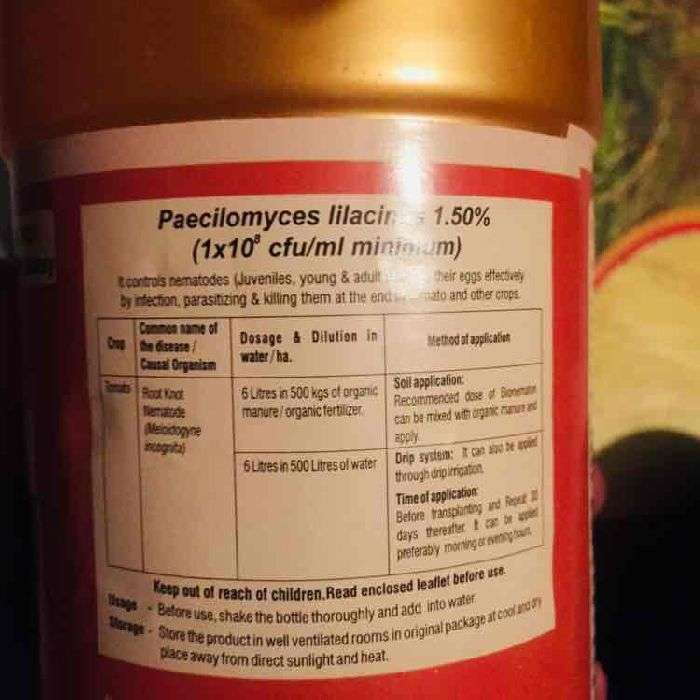 Paecilomyces lilacin s 1.50%
(1x10⁸ cfu/ml minimum)
It controls nematodes (Juveniles, young & adult their eggs effectively
by infection, parasitizing & killing them at the end mato and other crops.
Crop
Common name of
the disease /
Causal Organism
Dosage & Dilution in
water/ha.
Method of application
Tomato
Root Knot
Nematode
(Meloidogyne
incognita)
6 Litres in 500 kgs of organic
manure/organic fertilizer.
Soil application:
Recommended dose of Bionematon
can be mixed with organic manure and
apply.
6 Litres in 500 Litres of water
Drip system: It can also be applied
through drip irrigation.
Time of application:
Before transplanting and Repeat 30
days thereafter. It can be applied
preferably morning or evening hours.
Keep out of reach of children.Read enclosed leaflet before use.
Usage - Before use, shake the bottle thoroughly and add into water
Storage - Store the product in well ventilated rooms in original package at cool and dry
place away from direct sunlight and heat.